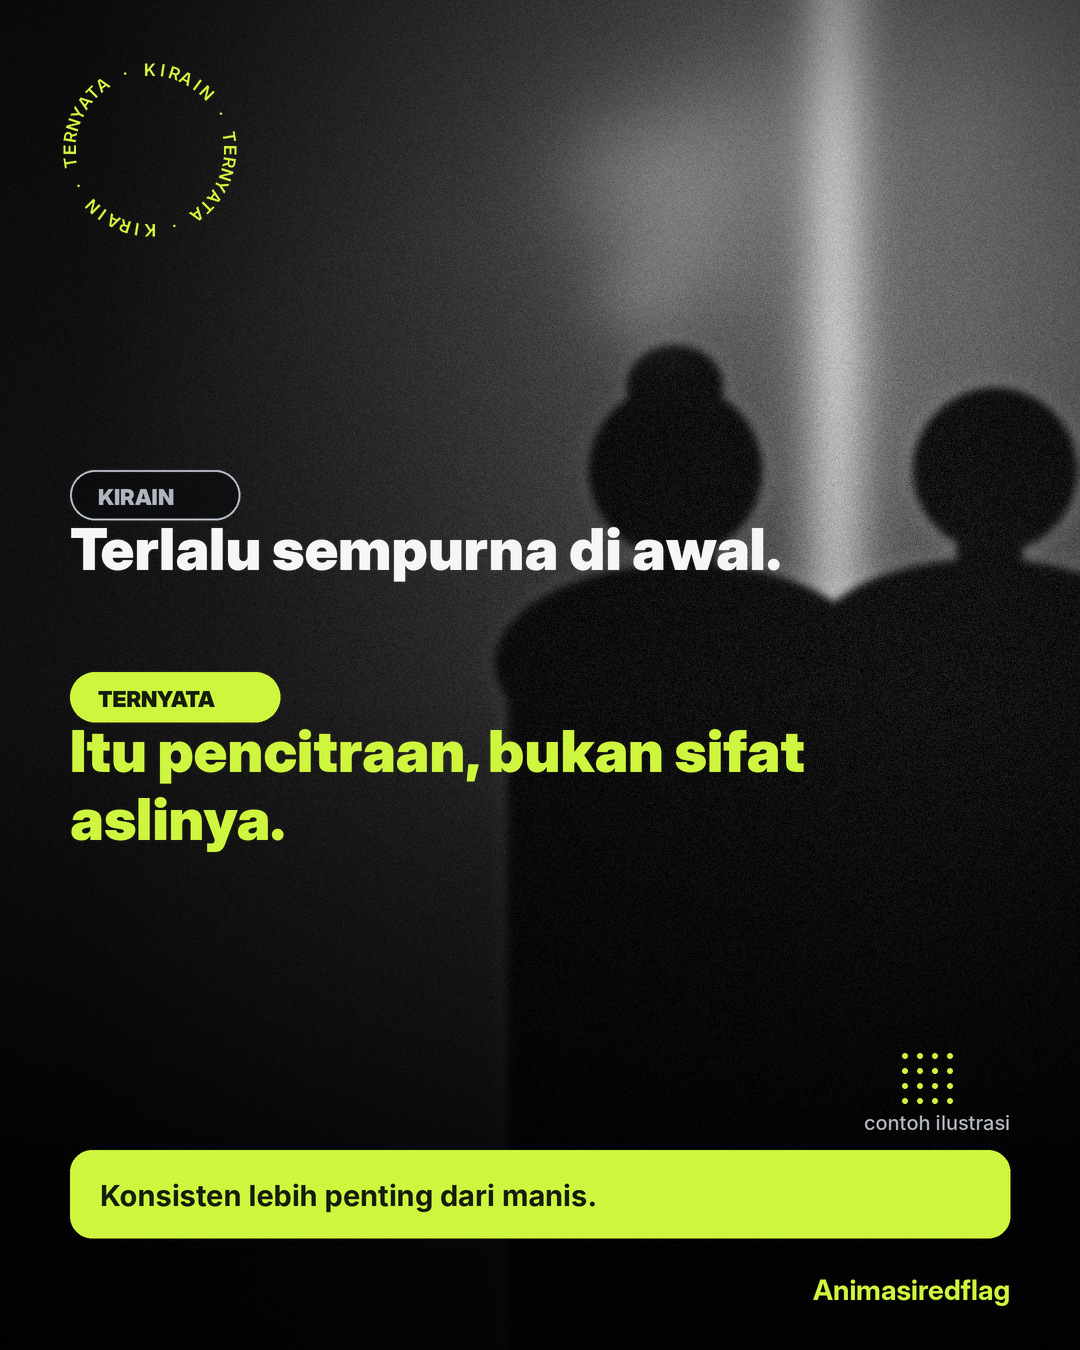 KIRAIN · TERNYATA · KIRAIN · TERNYATA ·
KIRAIN
Terlalu sempurna di awal.
TERNYATA
Itu pencitraan, bukan sifat
aslinya.
contoh ilustrasi
Konsisten lebih penting dari manis.
Animasiredflag